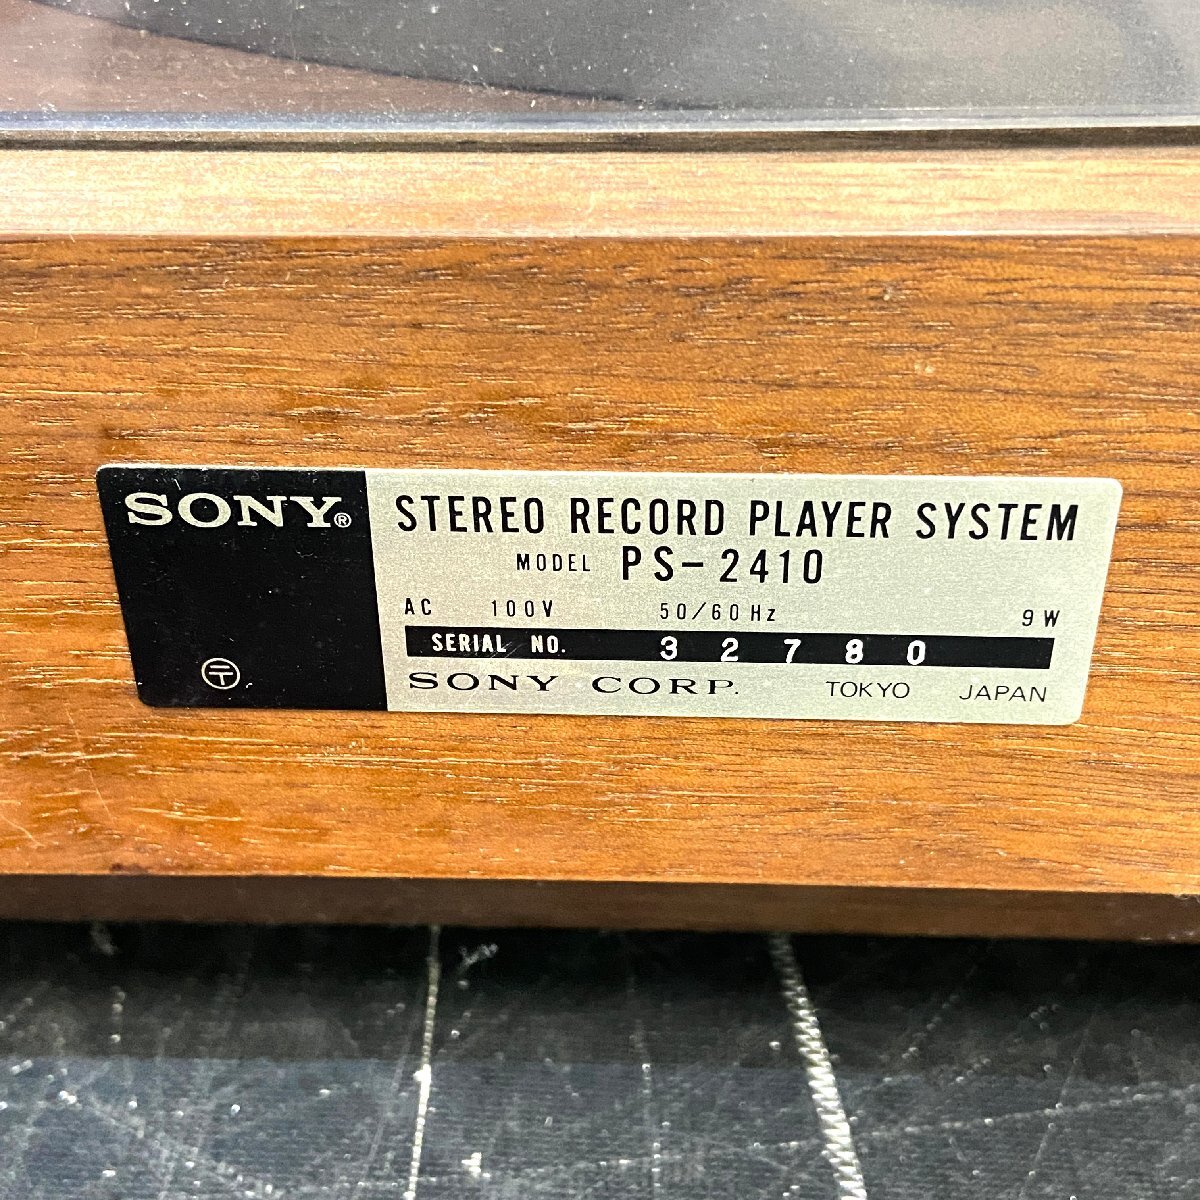 SONY®
STEREO RECORD PLAYER SYSTEM
MODEL PS-2410
AC 100V 50/60Hz 9W
SERIAL NO. 32780
SONY CORP. TOKYO JAPAN
〒